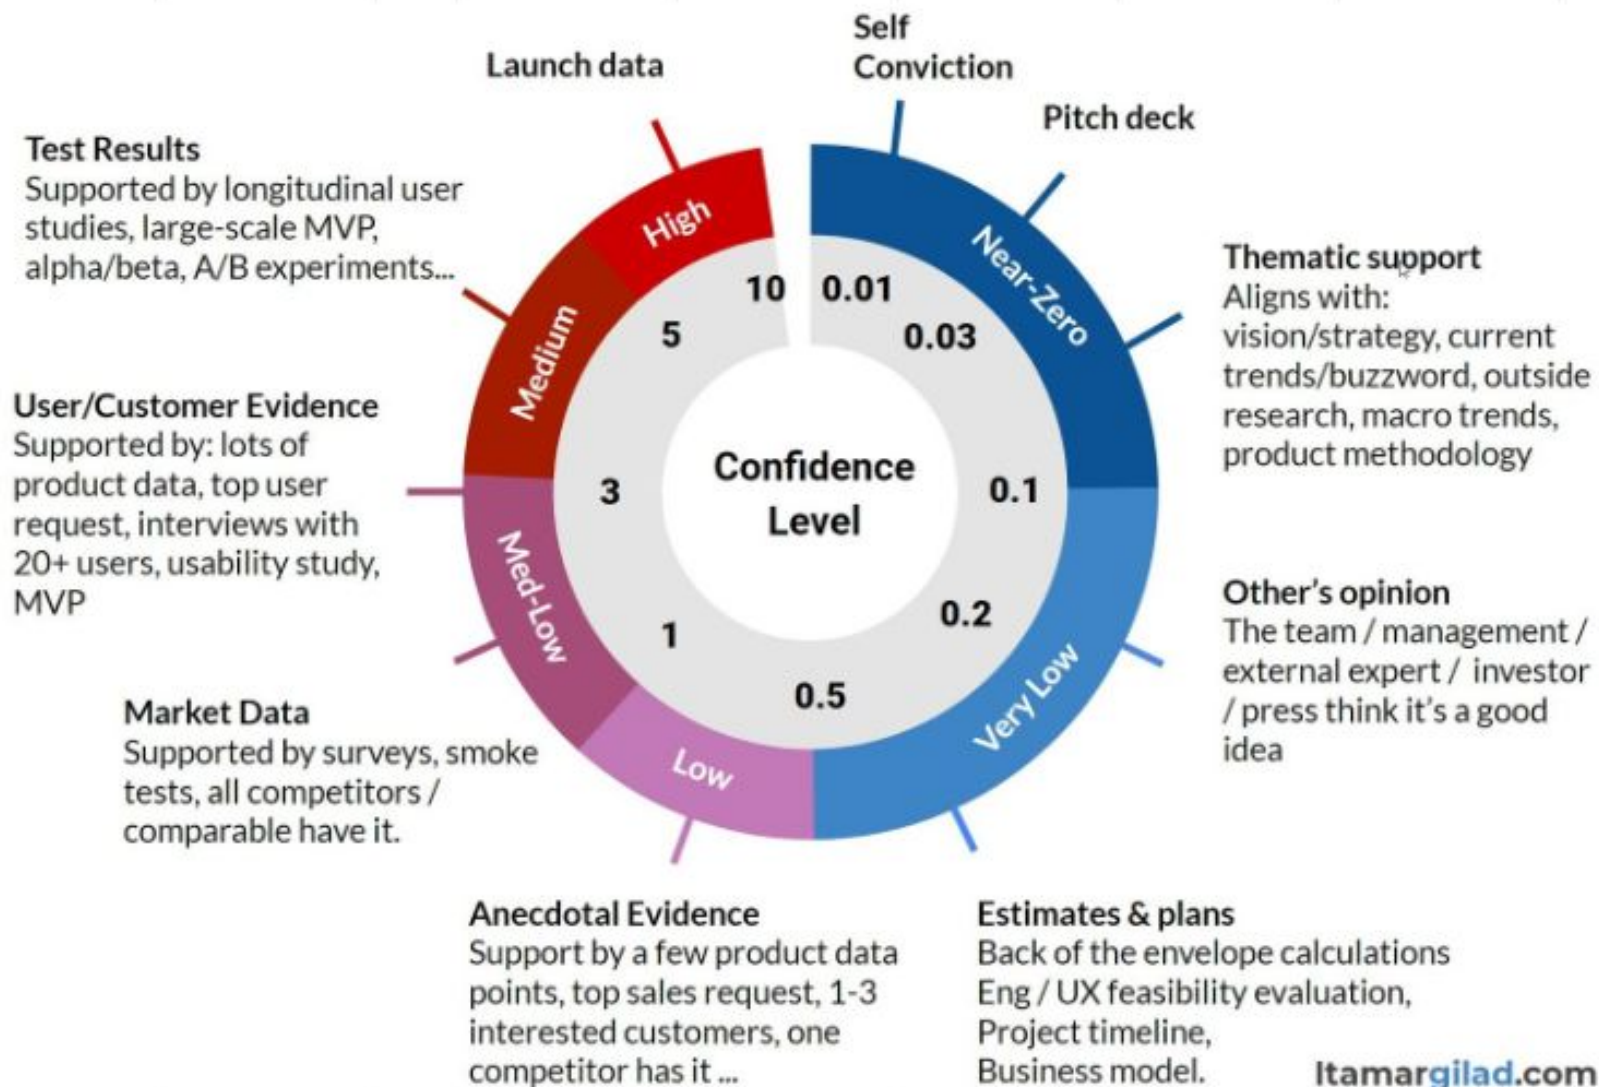 Self
Conviction
Launch data
Pitch deck
Test Results
Supported by longitudinal user
studies, large-scale MVP,
alpha/beta, A/B experiments...
High
Near-Zero
Thematic support
Aligns with:
vision/strategy, current
trends/buzzword, outside
research, macro trends,
product methodology
10
0.01
5
0.03
Medium
User/Customer Evidence
Supported by: lots of
product data, top user
request, interviews with
20+ users, usability study,
MVP
Confidence
Level
3
0.1
Med-Low
1
0.2
0.5
Other's opinion
The team / management /
external expert / investor
/ press think it's a good
idea
Very Low
Low
Market Data
Supported by surveys, smoke
tests, all competitors /
comparable have it.
Anecdotal Evidence
Support by a few product data
points, top sales request, 1-3
interested customers, one
competitor has it ...
Estimates & plans
Back of the envelope calculations
Eng / UX feasibility evaluation,
Project timeline,
Business model.
Itamargilad.com